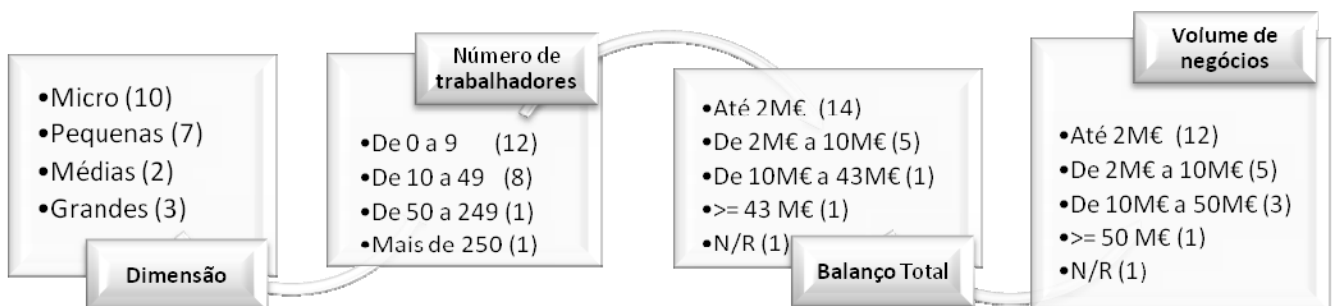 •Micro (10)
•Pequenas (7)
•Médias (2)
•Grandes (3)
Dimensão
Número de
trabalhadores
•De 0 a 9 (12)
•De 10 a 49 (8)
•De 50 a 249 (1)
•Mais de 250 (1)
•Até 2M€ (14)
•De 2M€ a 10M€ (5)
•De 10M€ a 43M€ (1)
•>= 43 M€ (1)
•N/R (1)
Balanço Total
Volume de
negócios
•Até 2M€ (12)
•De 2M€ a 10M€ (5)
•De 10M€ a 50M€ (3)
•>= 50 M€ (1)
•N/R (1)